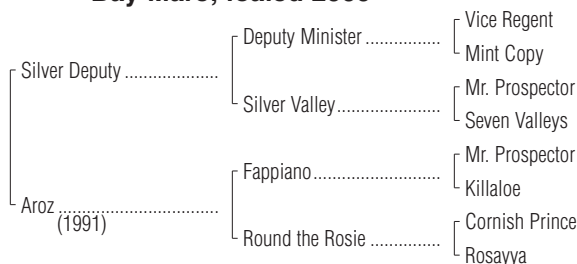 Bay Mare; foaled
Vice Regent
Deputy Minister ................
Mint Copy
Silver Deputy ....................
Mr. Prospector
Silver Valley......................
Seven Valleys
Mr. Prospector
Fappiano...........................
Killaloe
Aroz ..................................
(1991)
Cornish Prince
Round the Rosie ...............
Rosayya